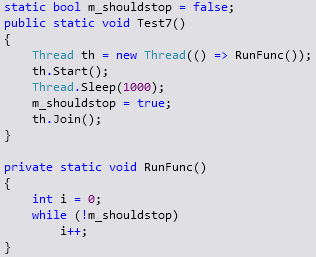 static bool m_shouldstop = false;
public static void Test7()
{
    Thread th = new Thread(() => RunFunc());
    th.Start();
    Thread.Sleep(1000);
    m_shouldstop = true;
    th.Join();
}

private static void RunFunc()
{
    int i = 0;
    while (!m_shouldstop)
        i++;
}